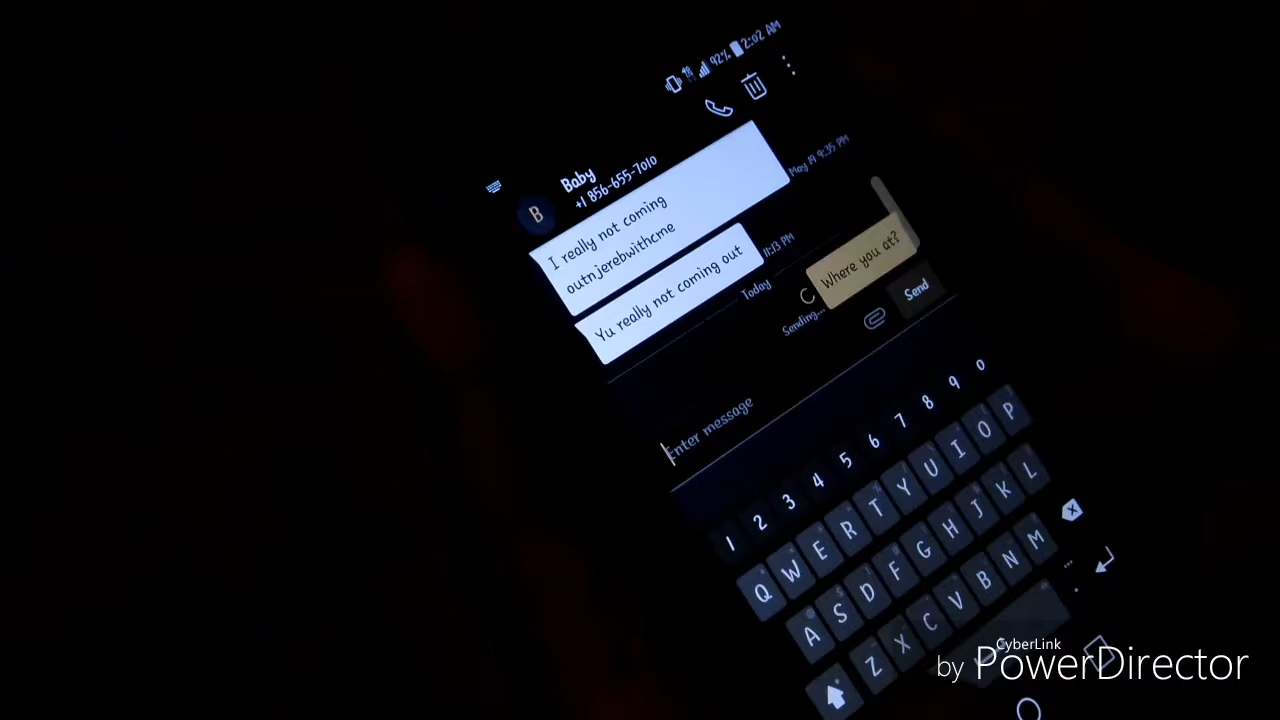 92% 2:02 AM
B
Baby
+1 856-655-7010
I really not coming
outnjerebwithcme
May 19 9:35 PM
Yu really not coming out
11:13 PM
Today
Where you at?
Sending...
Send
Enter message
1 2 3 4 5 6 7 8 9 0
Q W E R T Y U I O P
A S D F G H J K L
Z X C V B N M
CyberLink
by PowerDirector